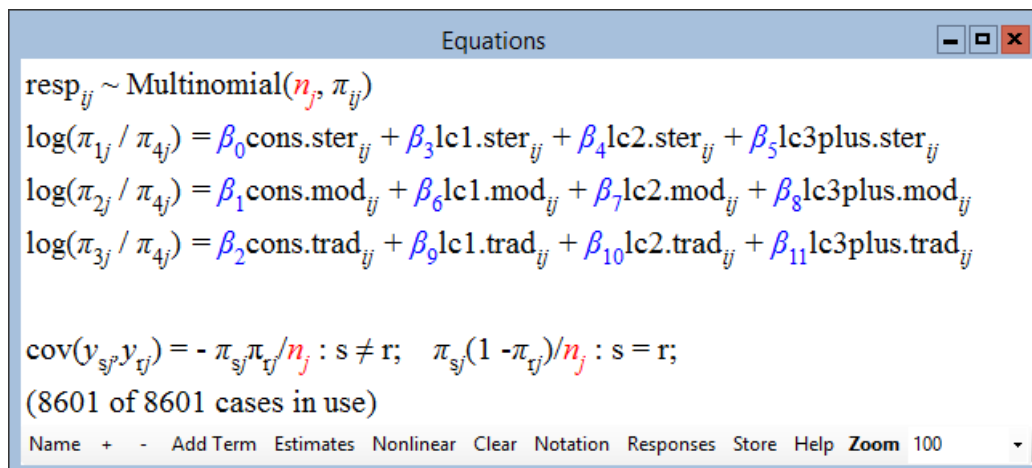 Equations
resp_ij ~ Multinomial(n_j, π_ij)
log(π_1j / π_4j) = β_0cons.ster_ij + β_3lc1.ster_ij + β_4lc2.ster_ij + β_5lc3plus.ster_ij
log(π_2j / π_4j) = β_1cons.mod_ij + β_6lc1.mod_ij + β_7lc2.mod_ij + β_8lc3plus.mod_ij
log(π_3j / π_4j) = β_2cons.trad_ij + β_9lc1.trad_ij + β_10lc2.trad_ij + β_11lc3plus.trad_ij
cov(y_sj,y_rj) = - π_sjπ_rj/n_j : s ≠ r; π_sj(1 -π_rj)/n_j : s = r;
(8601 of 8601 cases in use)
Name + - Add Term Estimates Nonlinear Clear Notation Responses Store Help Zoom 100